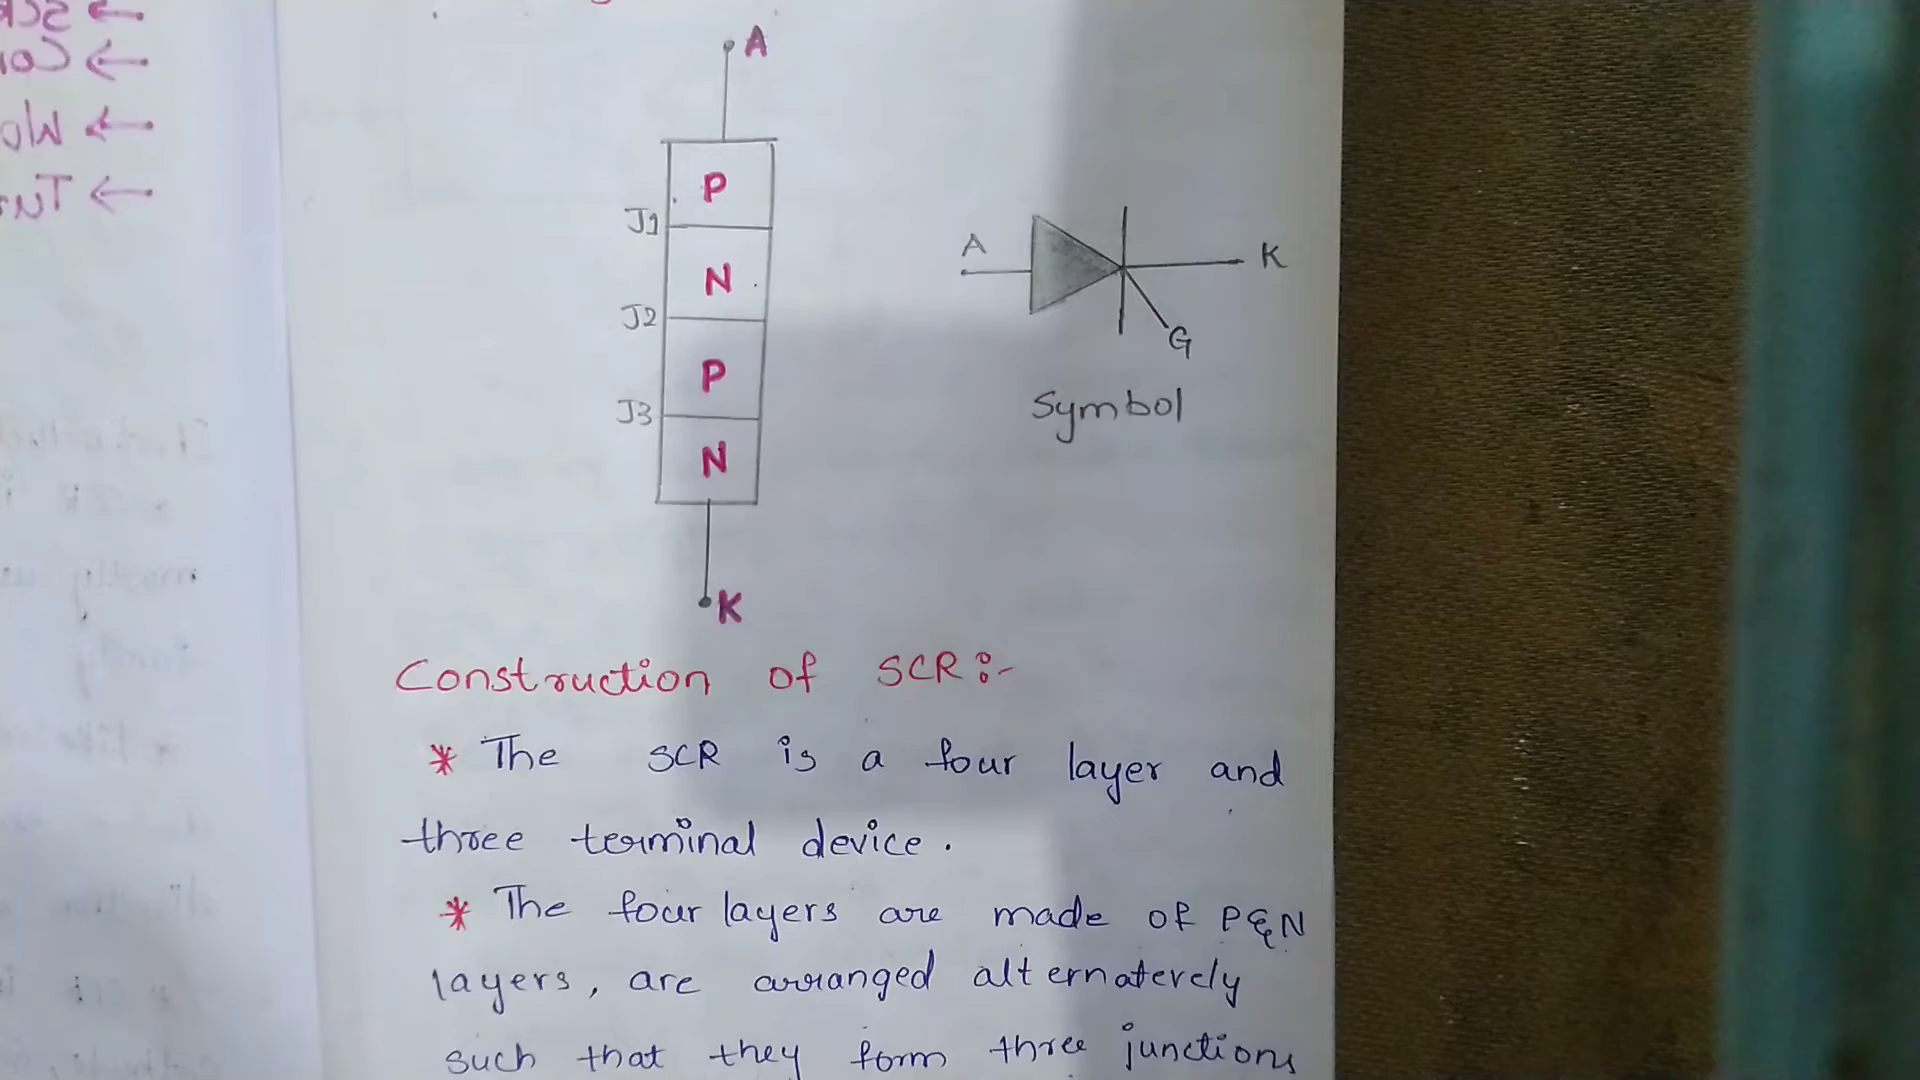 A
P
J1
N
J2
P
J3
N
K
A
K
G
Symbol
Construction of SCR:-
* The SCR is a four layer and
three terminal device.
* The four layers are made of P&N
layers, are arranged alternaterely
such that they form three junctions